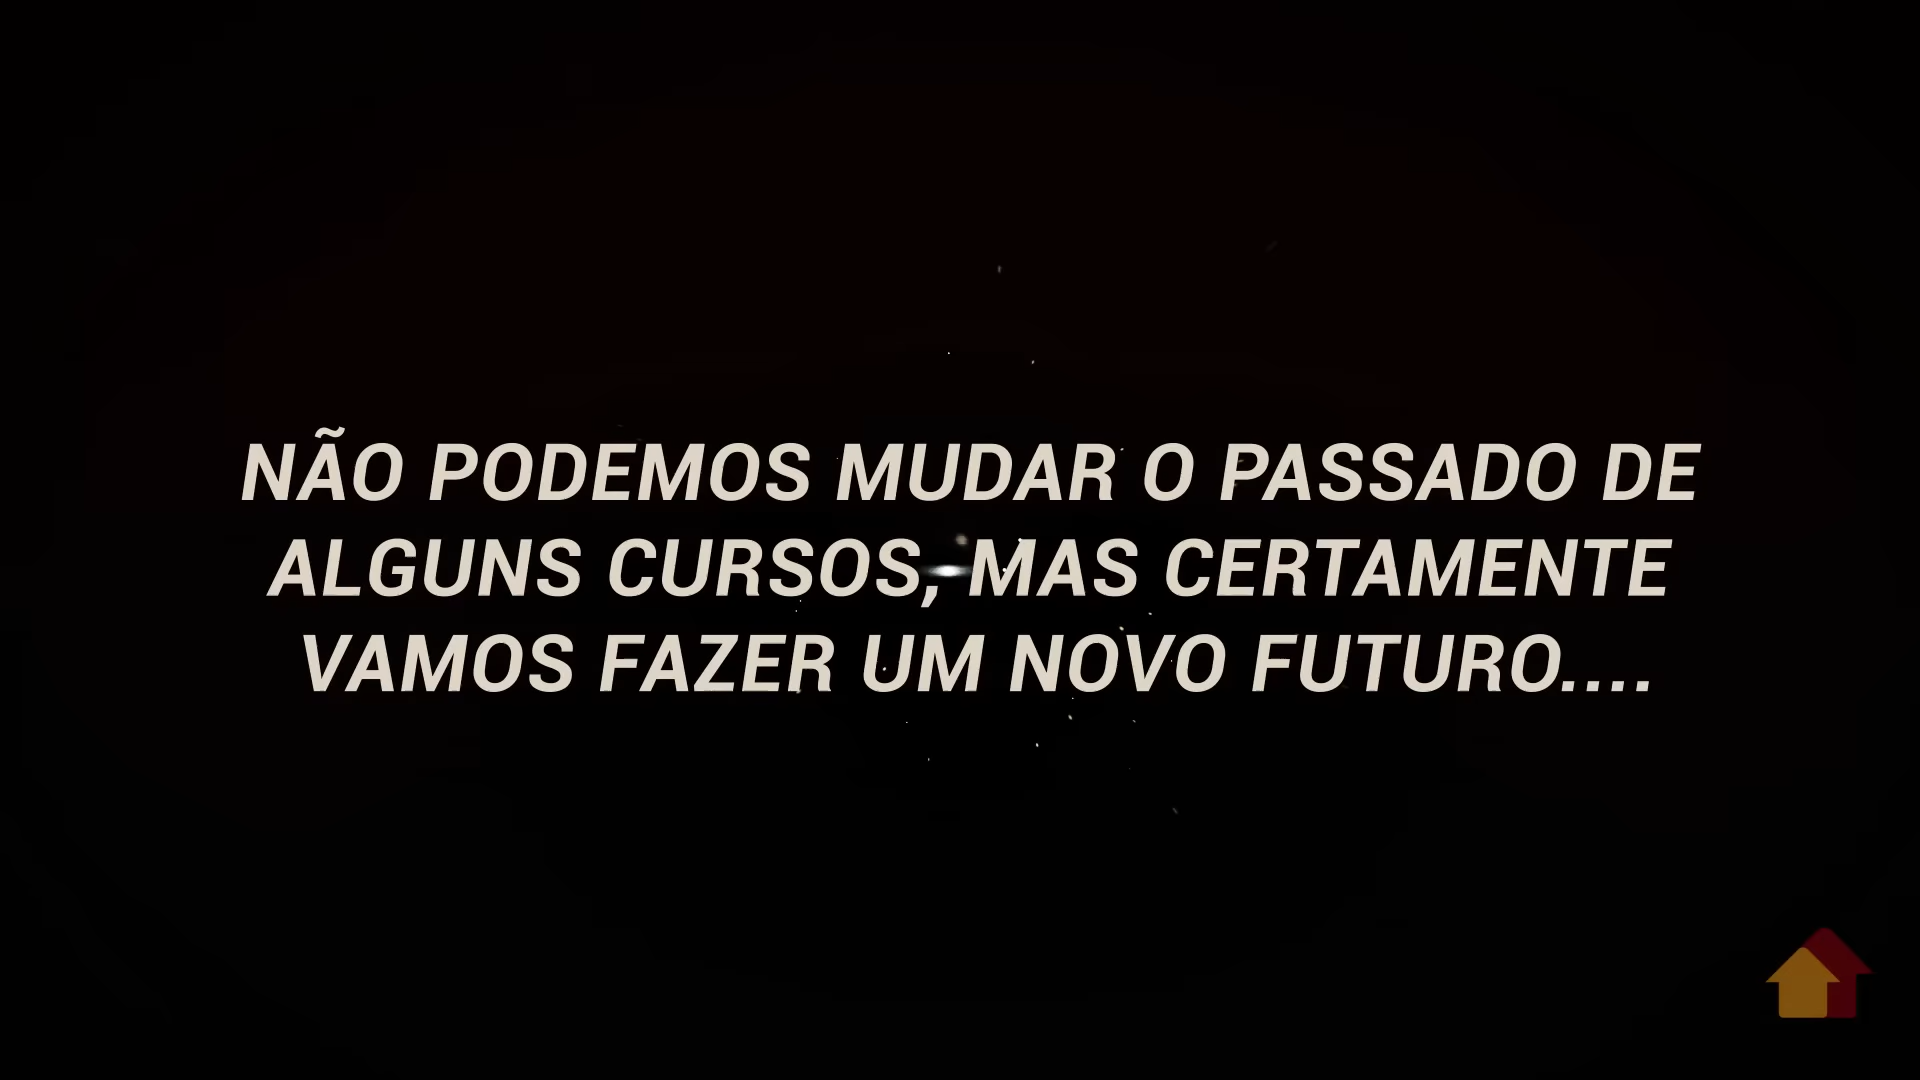 NÃO PODEMOS MUDAR O PASSADO DE
ALGUNS CURSOS, MAS CERTAMENTE
VAMOS FAZER UM NOVO FUTURO....